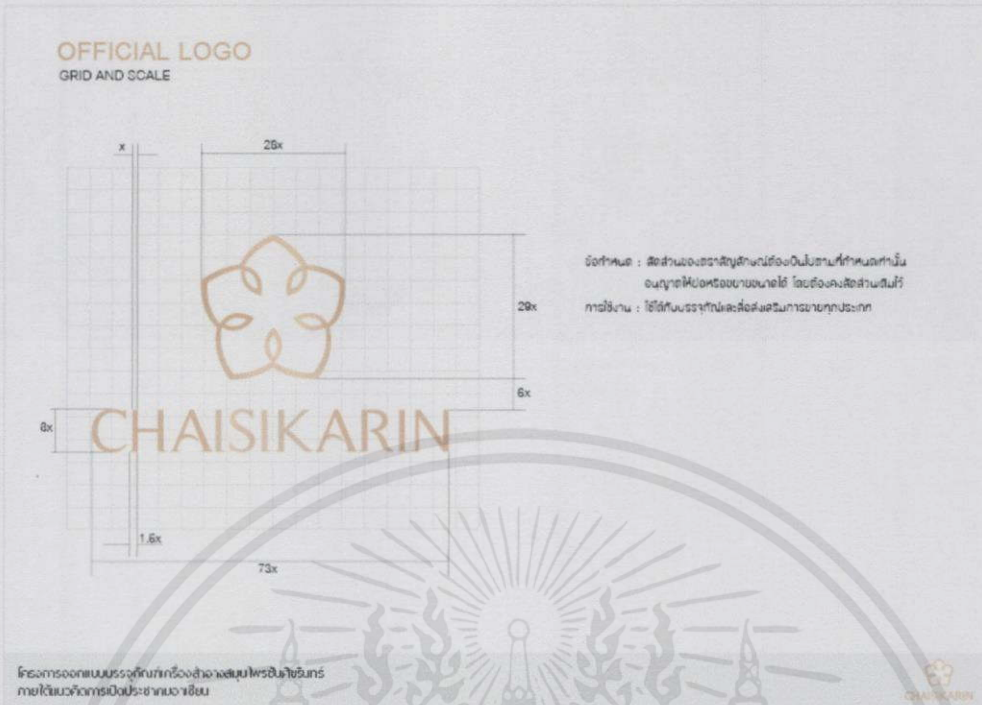 OFFICIAL LOGO
GRID AND SCALE
x
26x
ข้อกำหนด : สัดส่วนของตราสัญลักษณ์ต้องเป็นไปตามที่กำหนดเท่านั้น
อนุญาตให้ย่อหรือขยายขนาดได้ โดยต้องคงสัดส่วนเดิมไว้
29x
การใช้งาน : ใช้ได้กับบรรจุภัณฑ์และสื่อส่งเสริมการขายทุกประเภท
6x
8x
CHAISIKARIN
1.6x
73x
โครงการออกแบบบรรจุภัณฑ์เครื่องสำอางสมุนไพร
ภายใต้แนวคิดการเปิดประชาคมอาเซียน
CHAISIKARIN